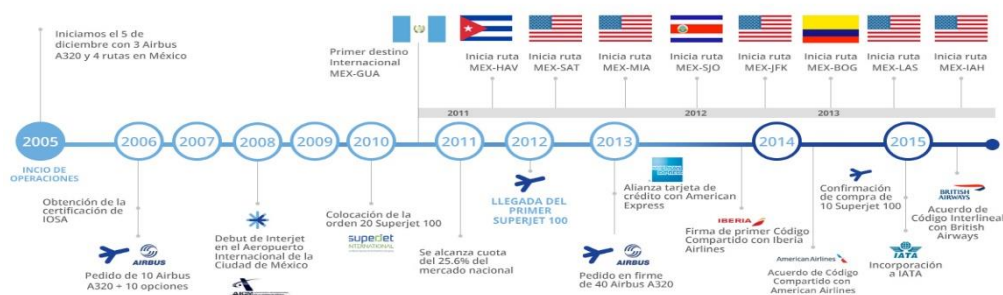 Iniciamos el 5 de
diciembre con 3 Airbus
A320 y 4 rutas en México
Primer destino
Internacional
MEX-GUA
Inicia ruta
MEX-HAV
Inicia ruta
MEX-SAT
Inicia ruta
MEX-MIA
Inicia ruta
MEX-SJO
Inicia ruta
MEX-JFK
Inicia ruta
MEX-BOG
Inicia ruta
MEX-LAS
Inicia ruta
MEX-IAH
2011
2012
2013
2005
2006
2007
2008
2009
2010
2011
2012
2013
2014
2015
INCIO DE
OPERACIONES
Obtención de la
certificación de
IOSA
AIRBUS
Pedido de 10 Airbus
A320 + 10 opciones
Debut de Interjet
en el Aeropuerto
Internacional de la
Ciudad de México
Colocación de la
orden 20 Superjet 100
superjet
INTERNATIONAL
Se alcanza cuota
del 25.6% del
mercado nacional
LLEGADA DEL
PRIMER
SUPERJET 100
AIRBUS
Pedido en firme
de 40 Airbus A320
AMERICAN EXPRESS
Alianza tarjeta de
crédito con American
Express
IBERIA
Firma de primer Código
Compartido con Iberia
Airlines
American Airlines
Acuerdo de Código
Compartido con
American Airlines
Confirmación
de compra de
10 Superjet 100
IATA
Incorporación
a IATA
BRITISH
AIRWAYS
Acuerdo de
Código Interlineal
con British
Airways